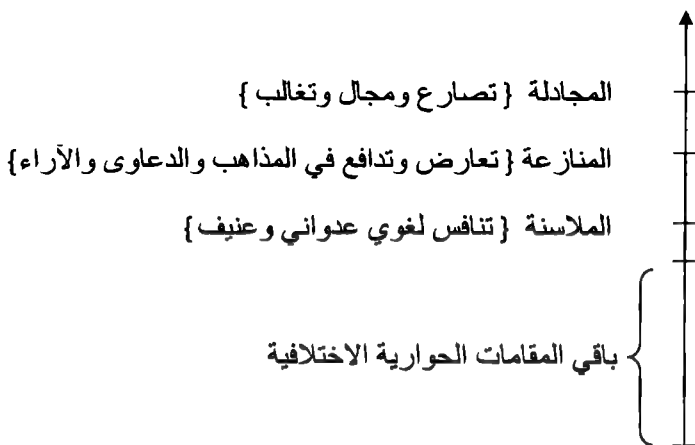 المجادلة { تصارع ومجال وتغالب }
المنازعة { تعارض وتدافع في المذاهب والدعاوى والآراء}
الملاسنة { تنافس لغوي عدواني وعنيف }
باقي المقامات الحوارية الاختلافية